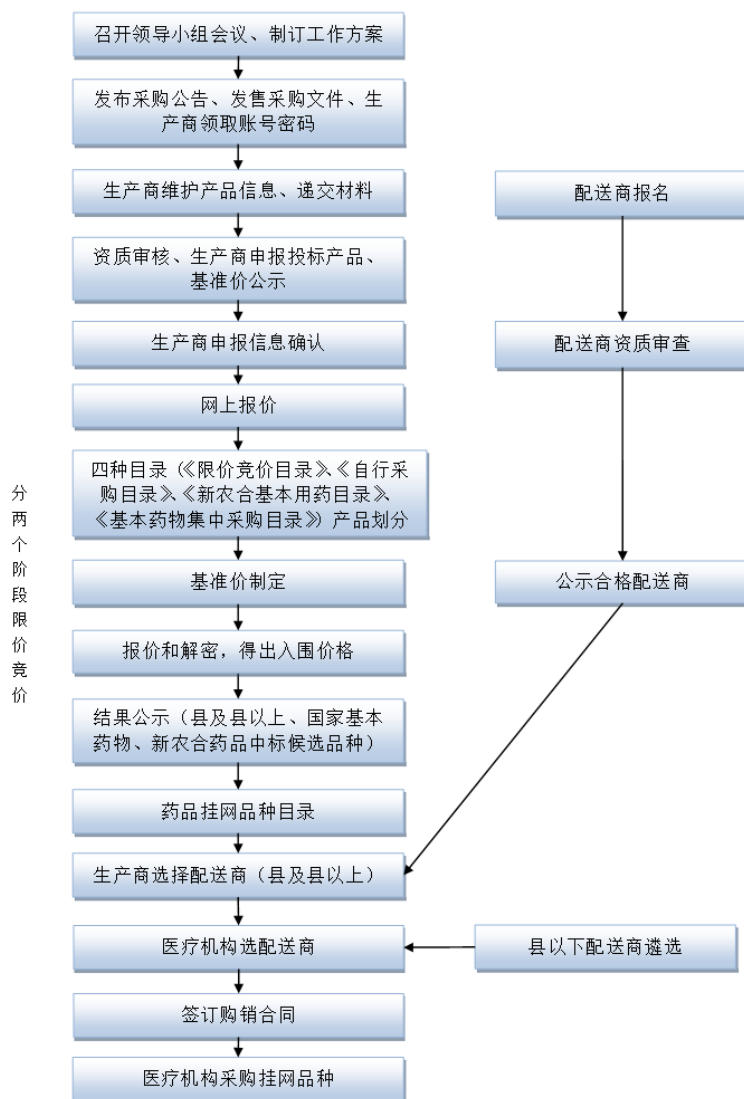 召开领导小组会议、制订工作方案
发布采购公告、发售采购文件、生
产商领取账号密码
生产商维护产品信息、递交材料
配送商报名
资质审核、生产商申报投标产品、
基准价公示
生产商申报信息确认
配送商资质审查
网上报价
四种目录（《限价竞价目录》、《自行采
购目录》、《新农合基本用药目录》、
《基本药物集中采购目录》）产品划分
分两个阶段限价竞价
基准价制定
公示合格配送商
报价和解密，得出入围价格
结果公示（县及县以上、国家基本
药物、新农合药品中标候选品种）
药品挂网品种目录
生产商选择配送商（县及县以上）
医疗机构选配送商
县以下配送商遴选
签订购销合同
医疗机构采购挂网品种